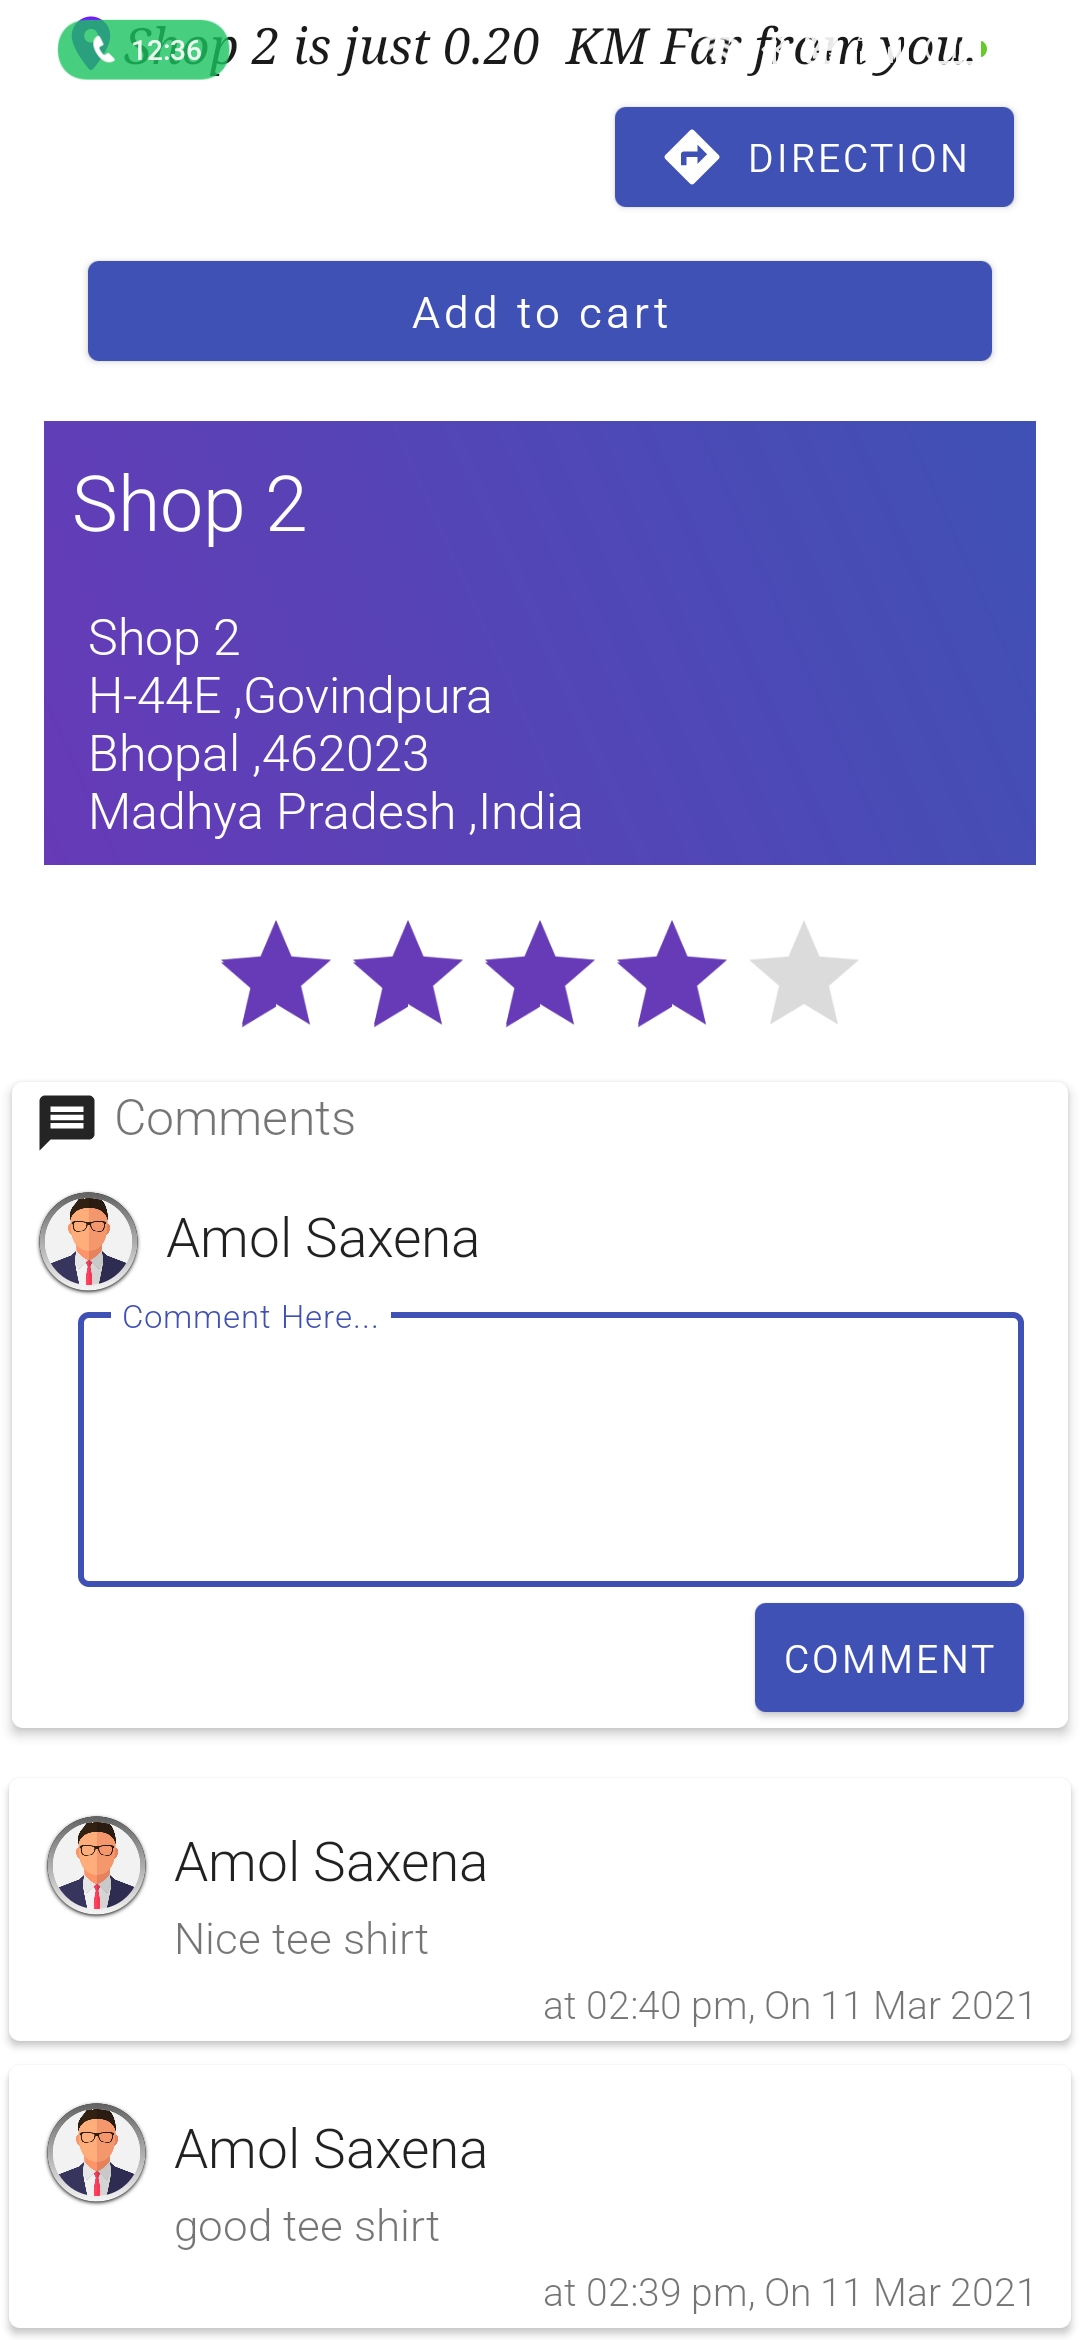 Shop 2 is just 0.20 KM Far from you.
12:36
DIRECTION
Add to cart
Shop 2
Shop 2
H-44E ,Govindpura
Bhopal ,462023
Madhya Pradesh ,India
Comments
Amol Saxena
Comment Here...
COMMENT
Amol Saxena
Nice tee shirt
at 02:40 pm, On 11 Mar 2021
Amol Saxena
good tee shirt
at 02:39 pm, On 11 Mar 2021